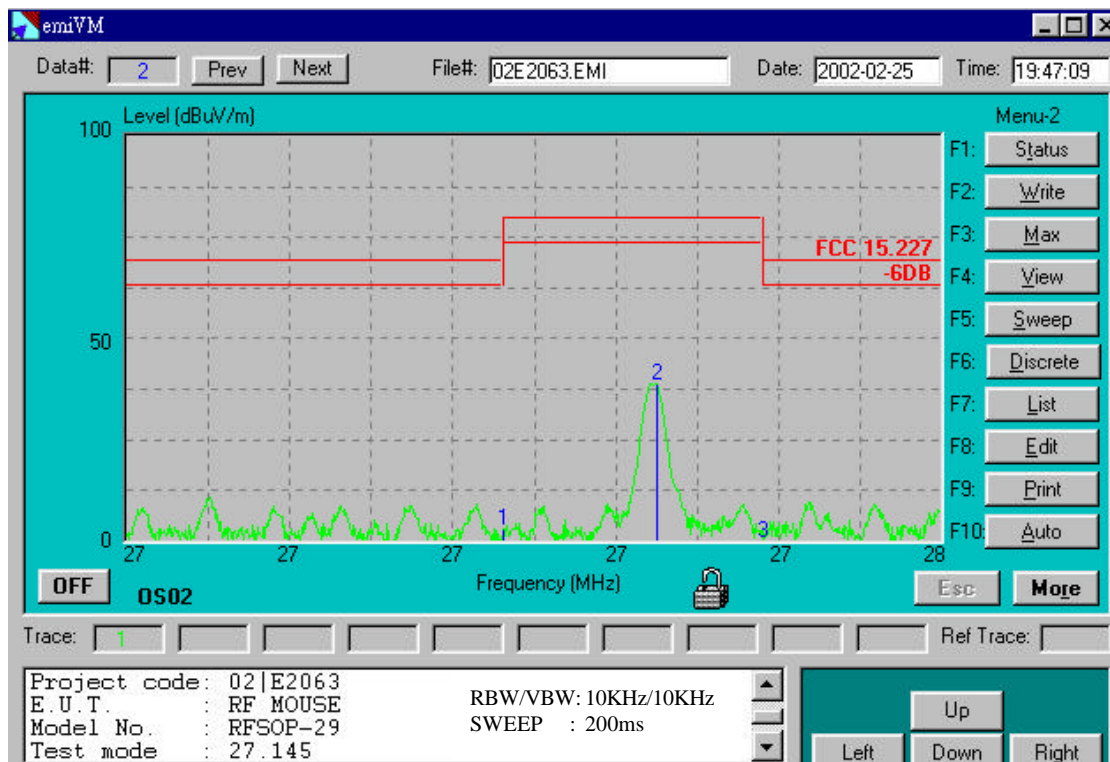 emiVM
Data#: 2 Prev Next File#: 02E2063.EMI Date: 2002-02-25 Time: 19:47:09
Level (dBuV/m)
Menu-2
100
F1: Status
F2: Write
F3: Max
FCC 15.227
-6DB
F4: View
F5: Sweep
50
F6: Discrete
2
F7: List
F8: Edit
F9: Print
1
3
F10: Auto
0
27 27 27 27 27 28
OFF OS02 Frequency (MHz) Esc More
Trace: 1 Ref Trace:
Project code: 02|E2063
E.U.T. : RF MOUSE
Model No. : RFSOP-29
Test mode : 27.145
RBW/VBW: 10KHz/10KHz
SWEEP : 200ms
Up
Left Down Right